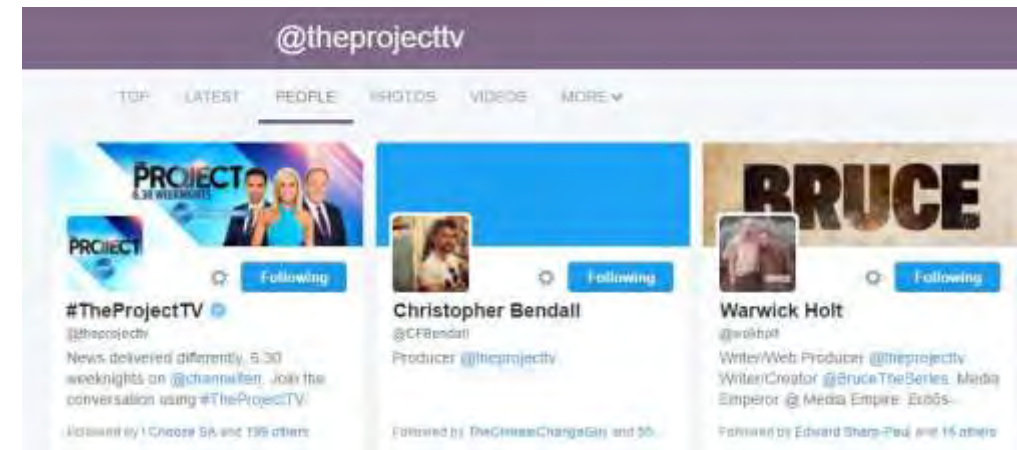 @theprojecttv
TOP LATEST PEOPLE PHOTOS VIDEOS MORE
THE PROJECT
6.30 WEEKNIGHTS
BRUCE
PROJECT
Following
Following
Following
#TheProjectTV
Christopher Bendall
Warwick Holt
@theprojecttv
@CFBendall
@wokholt
News delivered differently. 6.30
weeknights on @channelten. Join the
conversation using #TheProjectTV
Producer @theprojecttv
Writer/Web Producer @theprojecttv
Writer/Creator @BruceTheSeries. Media
Emperor @ Media Empire.
Followed by I Choose SA and 199 others
Followed by TheClimateChangeGuy and
Followed by Edward Sharp-Paul and 16 others